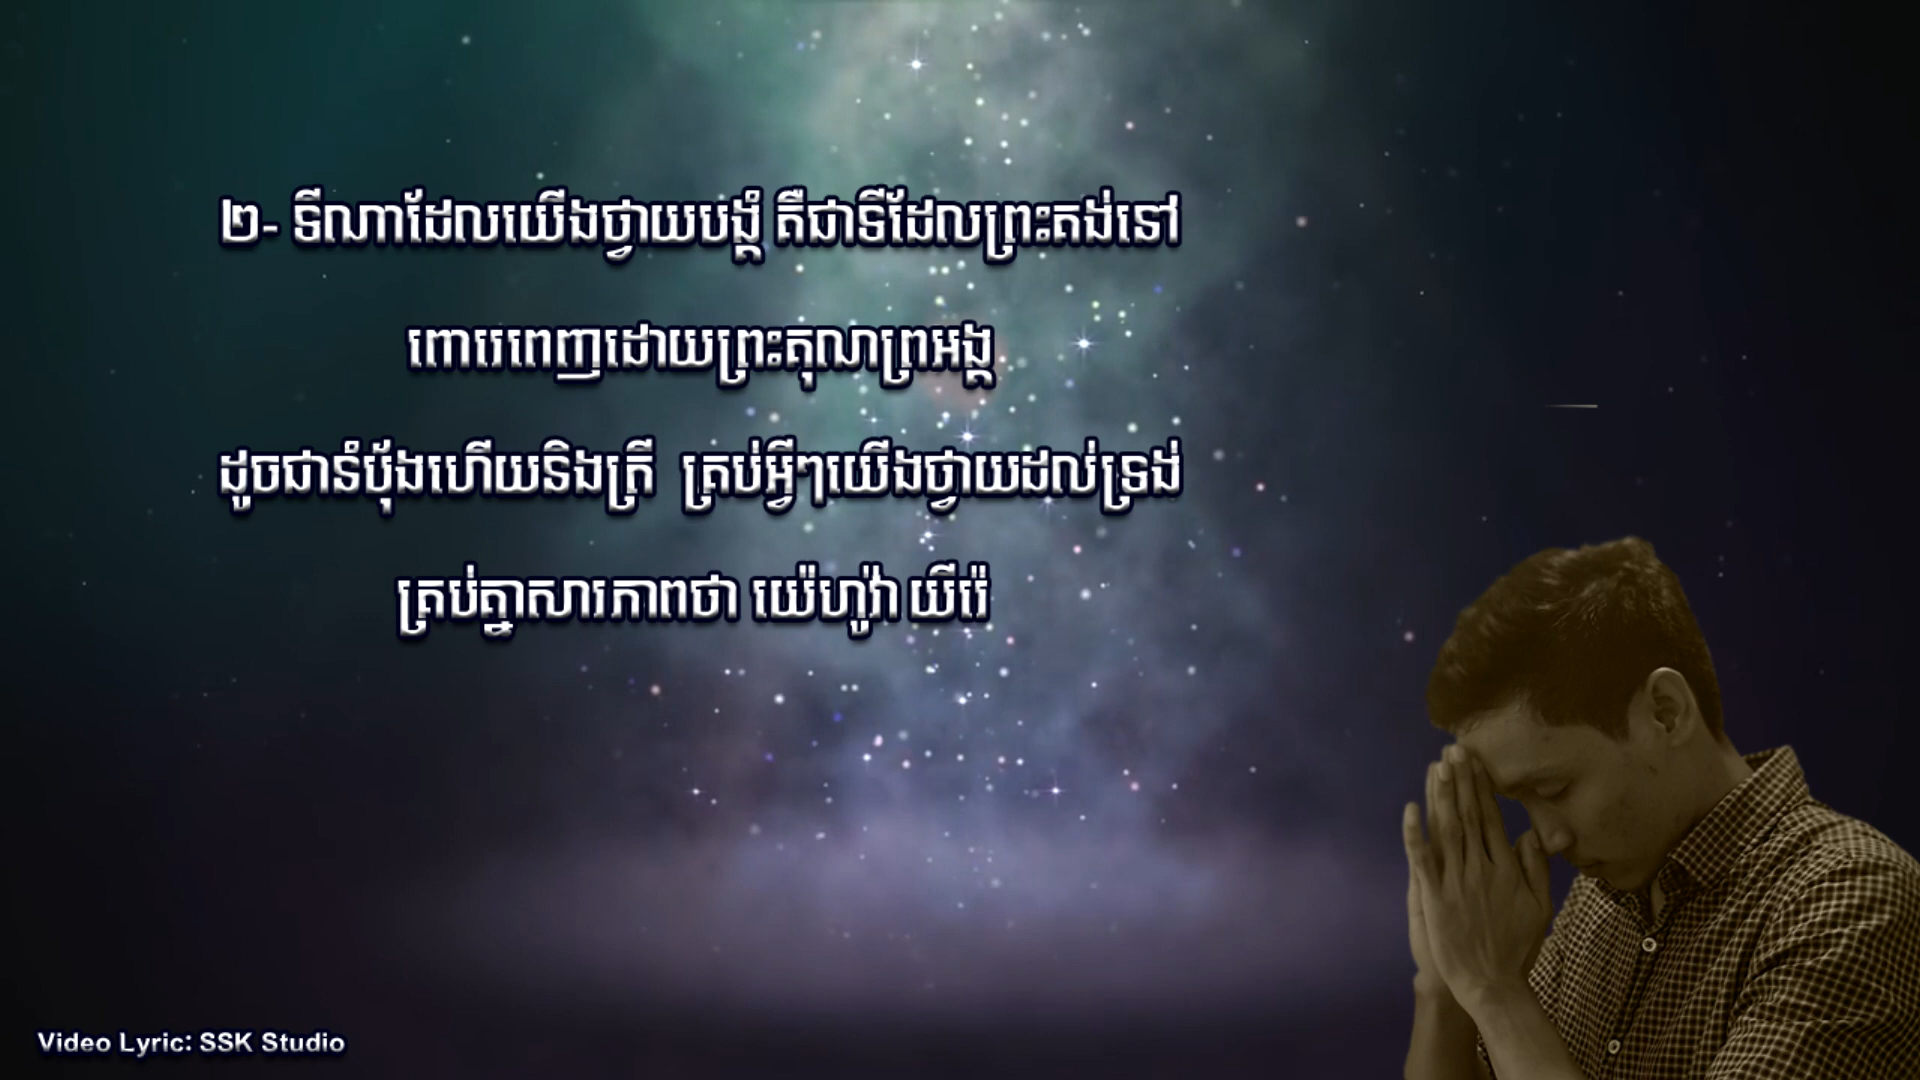 ២- ទីណាដែលយើងថ្វាយបង្គំ គឺជាទីដែលព្រះគង់នៅ
ពោរពេញដោយព្រះគុណព្រអង្គ
ដូចជានំប៉័ងហើយនិងត្រី គ្រប់អ្វីៗយើងថ្វាយដល់ទ្រង់
គ្រប់គ្នាសារភាពថា យ៉េហ្វូវ៉ា យីរ៉េ
Video Lyric: SSK Studio